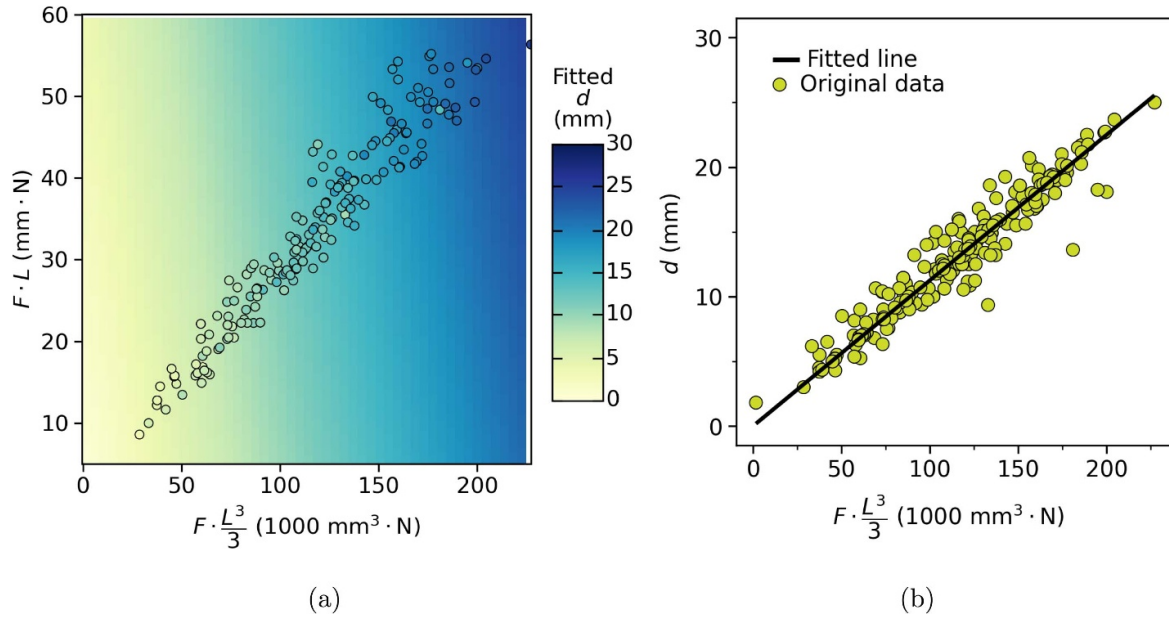 60
50
40
30
20
10
0
50
100
150
200
F · L (mm · N)
F · L³/3 (1000 mm³ · N)
Fitted
d
(mm)
30
25
20
15
10
5
0
(a)
30
20
10
0
d (mm)
Fitted line
Original data
0
50
100
150
200
F · L³/3 (1000 mm³ · N)
(b)